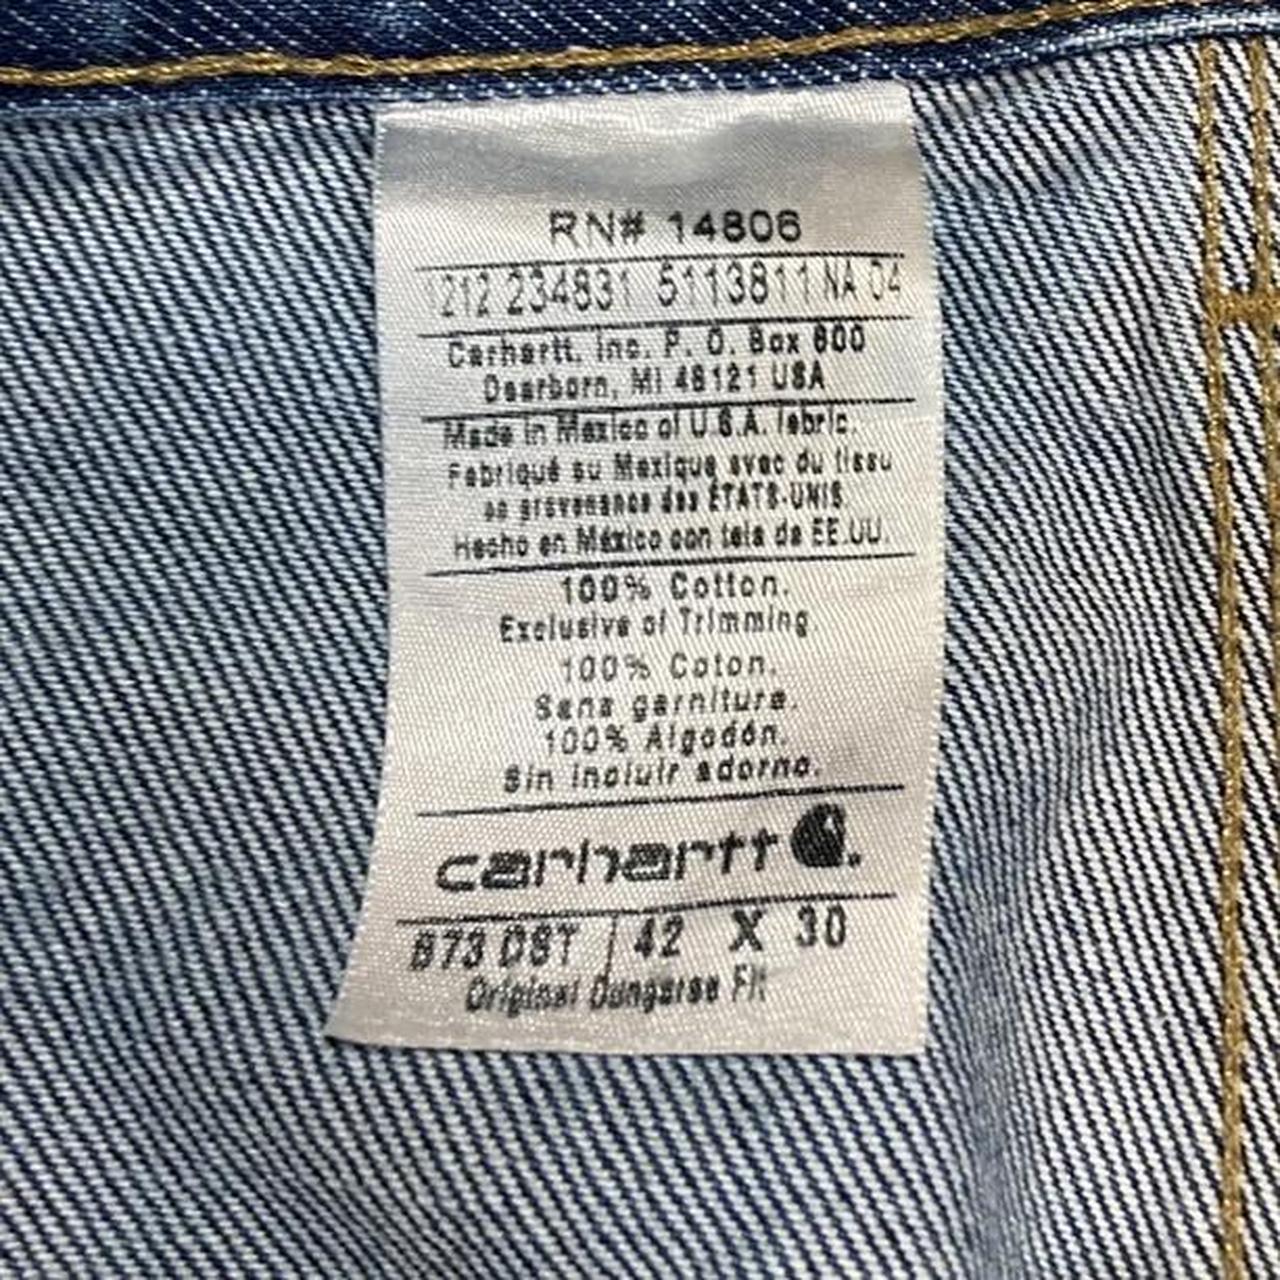 RN# 14806
1212 234831 5113811 NA 04
Carhartt, Inc. P. O. Box 600
Dearborn, MI 48121 USA
Made in Mexico of U.S.A. fabric.
Fabriqué au Mexique avec du tissu
en provenance des ÉTATS-UNIS
Hecho en México con tela de EE.UU.
100% Cotton.
Exclusive of Trimming.
100% Coton.
Sans garniture.
100% Algodón.
Sin incluir adorno.
carhartt
B73 DST 42 X 30
Original Dungaree Fit